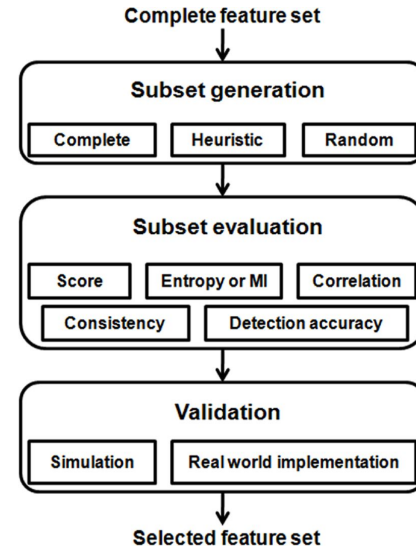 Complete feature set
Subset generation
Complete Heuristic Random
Subset evaluation
Score Entropy or MI Correlation
Consistency Detection accuracy
Validation
Simulation Real world implementation
Selected feature set